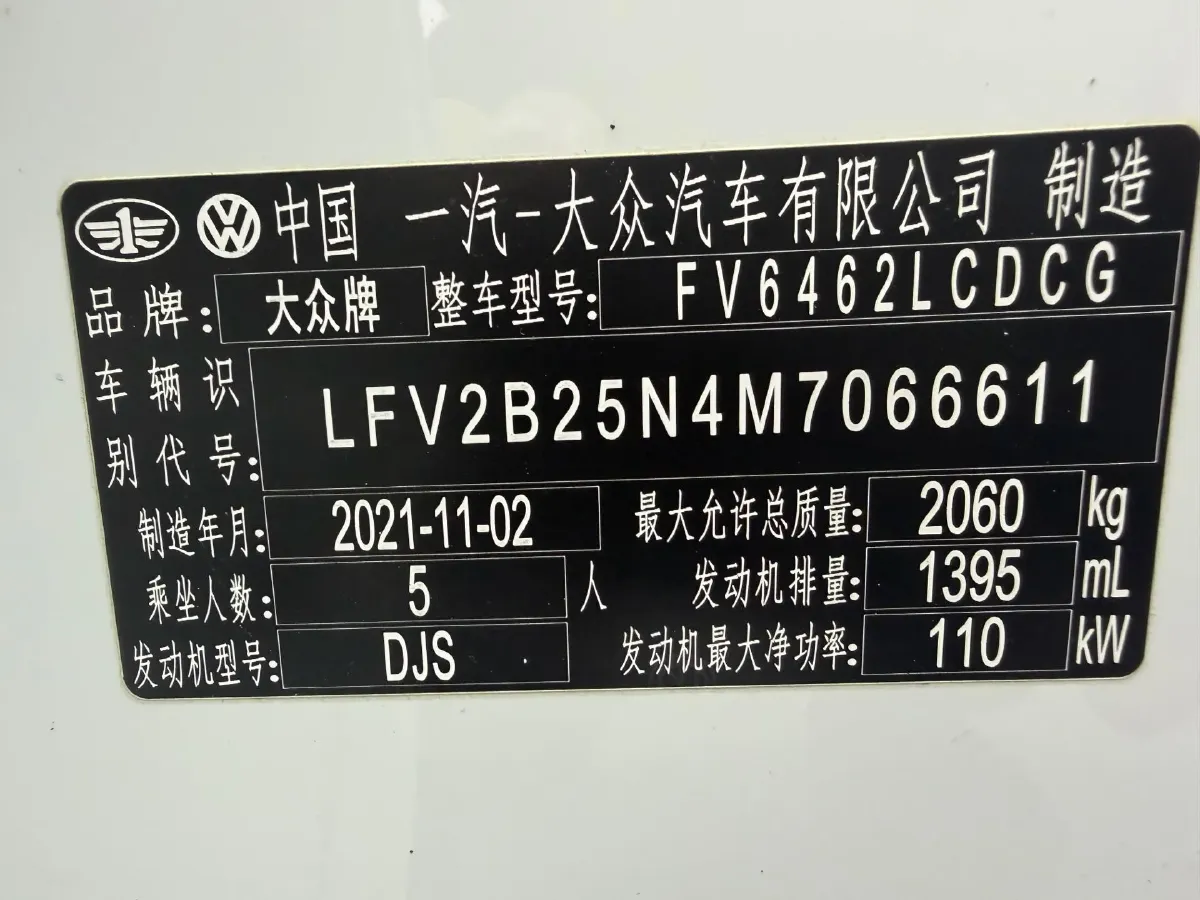 中国 一汽-大众汽车有限公司 制造
品牌: 大众牌 整车型号: FV6462LCDCG
车辆识别代号: LFV2B25N4M7066611
制造年月: 2021-11-02 最大允许总质量: 2060 kg
乘坐人数: 5 人 发动机排量: 1395 mL
发动机型号: DJS 发动机最大净功率: 110 kW